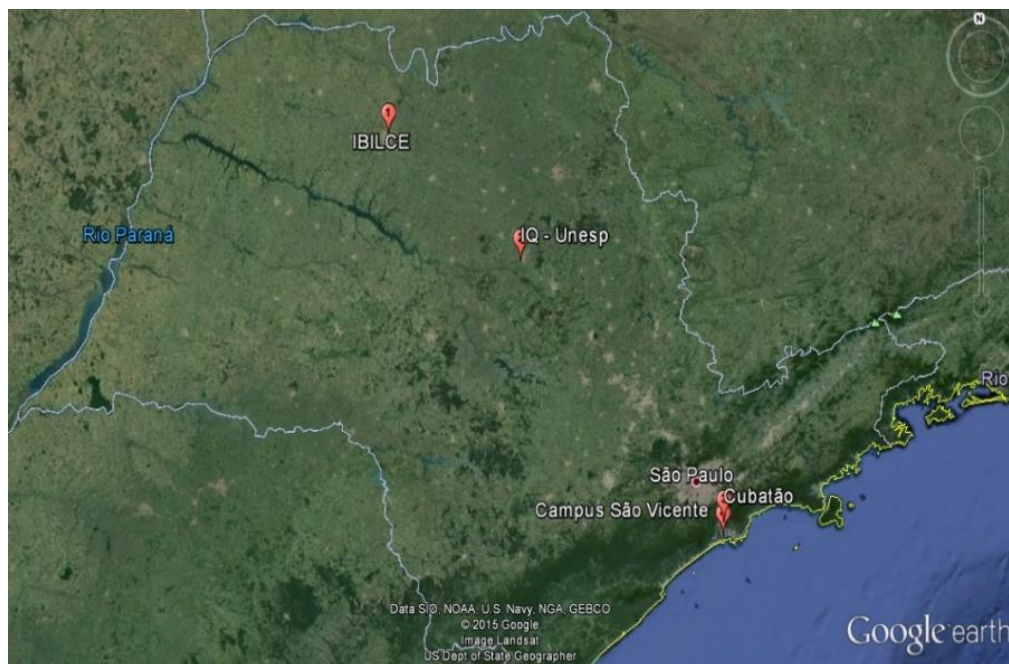 N
1
IBILCE
IQ - Unesp
Rio Paraná
Rio
São Paulo
Cubatão
Campus São Vicente
Data SIO, NOAA, U.S. Navy, NGA, GEBCO
© 2015 Google
Image Landsat
US Dept of State Geographer
Google earth